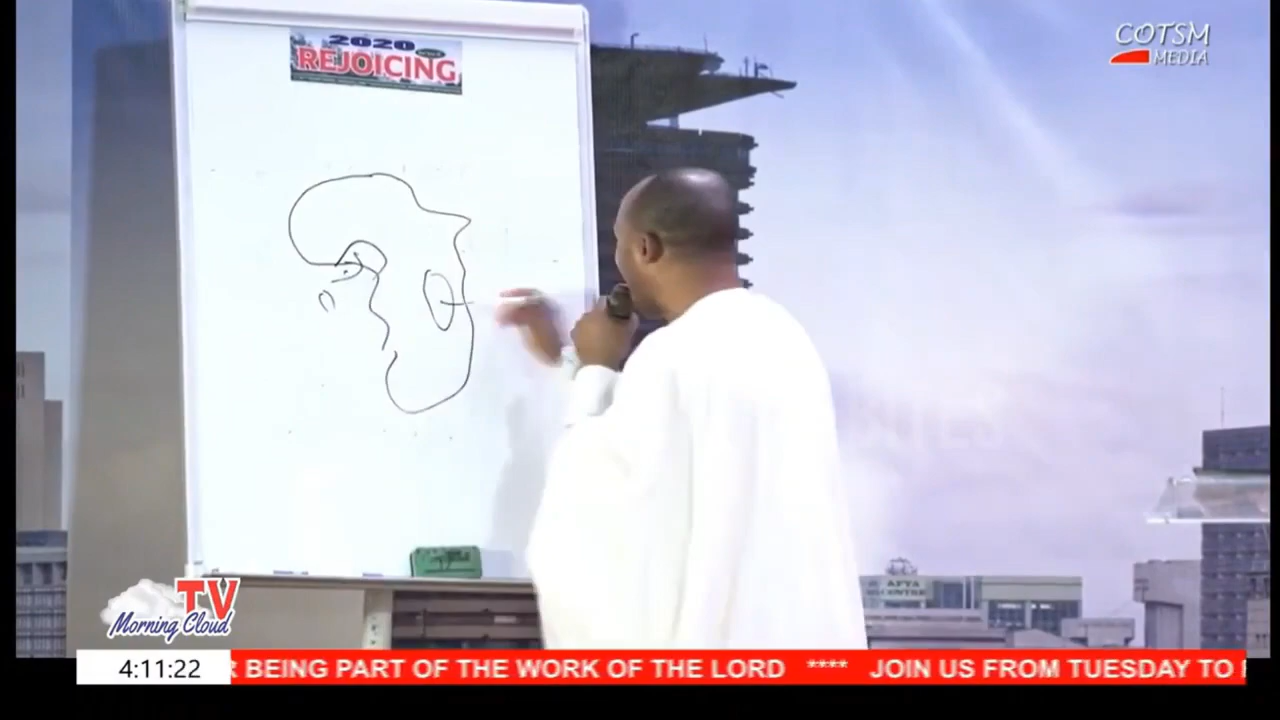 2020
REJOICING
COTSM
MEDIA
AFYA
CENTRE
TV
Morning Cloud
4:11:22
BEING PART OF THE WORK OF THE LORD **** JOIN US FROM TUESDAY TO